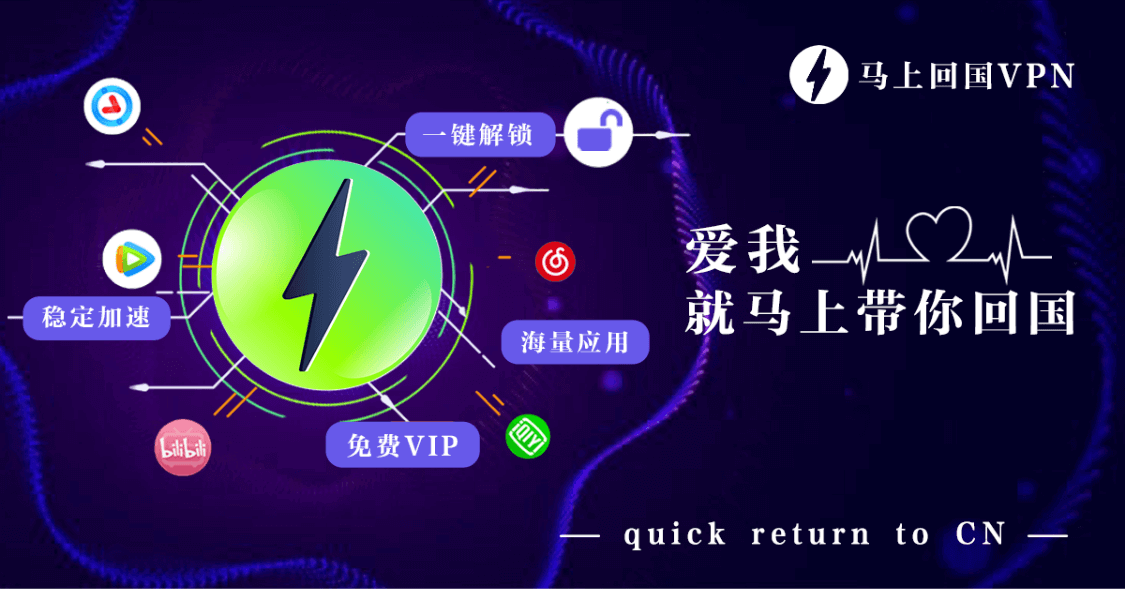 马上回国VPN
一键解锁
爱我
就马上带你回国
稳定加速
海量应用
bilibili
免费VIP
iQIY
quick return to CN